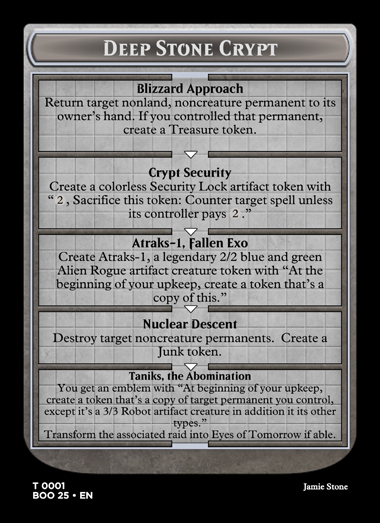 Deep Stone Crypt
Blizzard Approach
Return target nonland, noncreature permanent to its
owner's hand. If you controlled that permanent,
create a Treasure token.
Crypt Security
Create a colorless Security Lock artifact token with
“2, Sacrifice this token: Counter target spell unless
its controller pays 2.”
Atraks-1, Fallen Exo
Create Atraks-1, a legendary 2/2 blue and green
Alien Rogue artifact creature token with “At the
beginning of your upkeep, create a token that's a
copy of this.”
Nuclear Descent
Destroy target noncreature permanents. Create a
Junk token.
Taniks, the Abomination
You get an emblem with “At beginning of your upkeep,
create a token that's a copy of target permanent you control,
except it's a 3/3 Robot artifact creature in addition it its other
types.”
Transform the associated raid into Eyes of Tomorrow if able.
T 0001
BOO 25 • EN
Jamie Stone